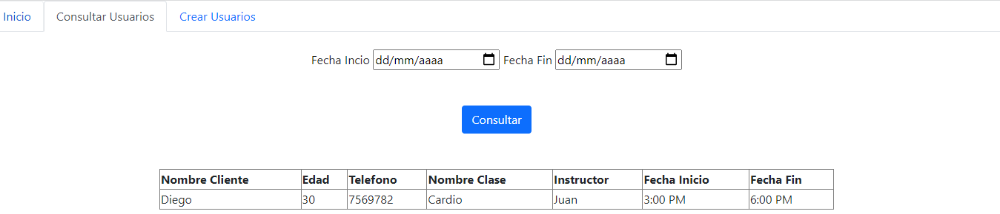 Inicio Consultar Usuarios Crear Usuarios
Fecha Incio dd/mm/aaaa Fecha Fin dd/mm/aaaa
Consultar
Nombre Cliente Edad Telefono Nombre Clase Instructor Fecha Inicio Fecha Fin
Diego 30 7569782 Cardio Juan 3:00 PM 6:00 PM